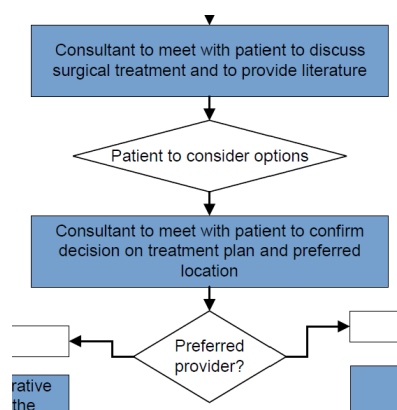 Consultant to meet with patient to discuss
surgical treatment and to provide literature
Patient to consider options
Consultant to meet with patient to confirm
decision on treatment plan and preferred
location
Preferred
provider?
the